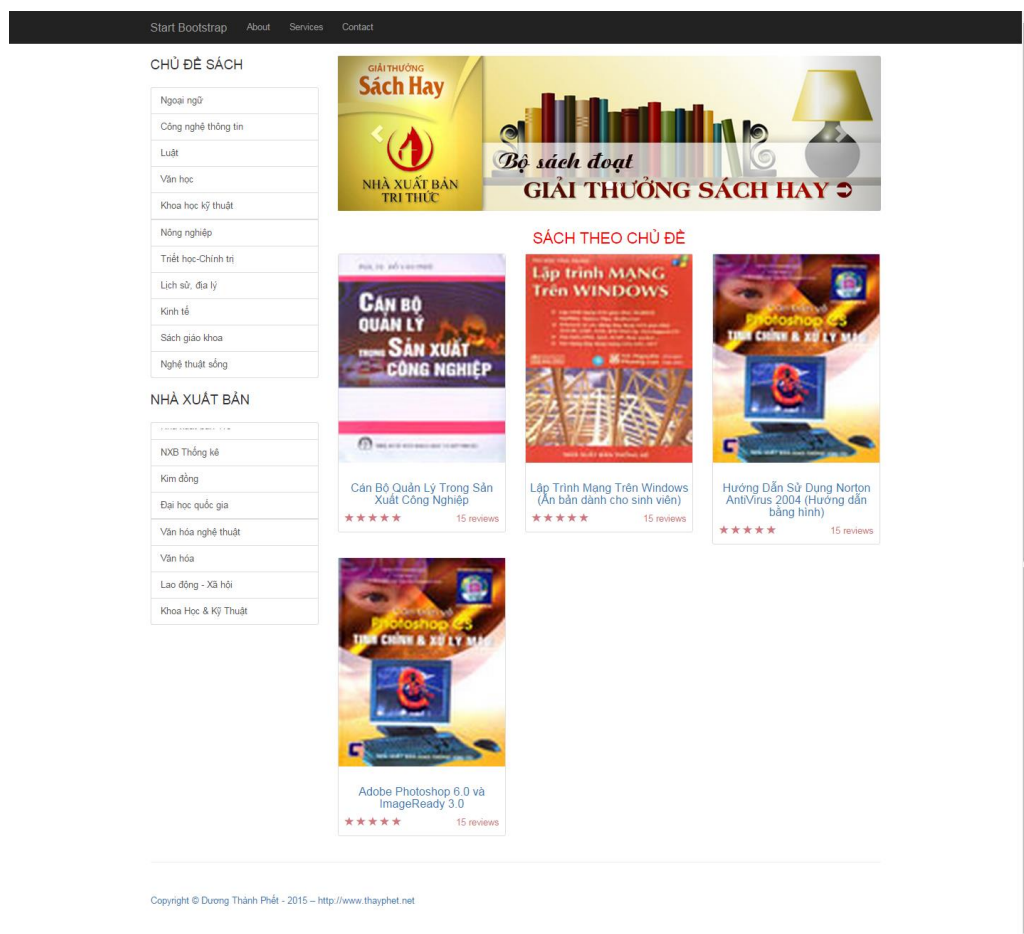 Start Bootstrap About Services Contact
CHỦ ĐỀ SÁCH
Ngoại ngữ
Công nghệ thông tin
Luật
Văn học
Khoa học kỹ thuật
Nông nghiệp
Triết học-Chính trị
Lịch sử, địa lý
Kinh tế
Sách giáo khoa
Nghệ thuật sống
NHÀ XUẤT BẢN
NXB Thống kê
Kim đồng
Đại học quốc gia
Văn hóa nghệ thuật
Văn hóa
Lao động - Xã hội
Khoa Học & Kỹ Thuật
GIẢI THƯỞNG
Sách Hay
NHÀ XUẤT BẢN
TRI THỨC
Bộ sách đoạt
GIẢI THƯỞNG SÁCH HAY
SÁCH THEO CHỦ ĐỀ
CÁN BỘ
QUẢN LÝ
TRONG SẢN XUẤT
CÔNG NGHIỆP
Cán Bộ Quản Lý Trong Sản
Xuất Công Nghiệp
★★★★★ 15 reviews
Lập trình MẠNG
Trên WINDOWS
Lập Trình Mạng Trên Windows
(Ấn bản dành cho sinh viên)
★★★★★ 15 reviews
Photoshop
TINH CHỈNH & XỬ LÝ MÀU
Hướng Dẫn Sử Dụng Norton
AntiVirus 2004 (Hướng dẫn
bằng hình)
★★★★★ 15 reviews
Photoshop
TINH CHỈNH & XỬ LÝ MÀU
Adobe Photoshop 6.0 và
ImageReady 3.0
★★★★★ 15 reviews
Copyright © Dương Thành Phết - 2015 – http://www.thayphet.net